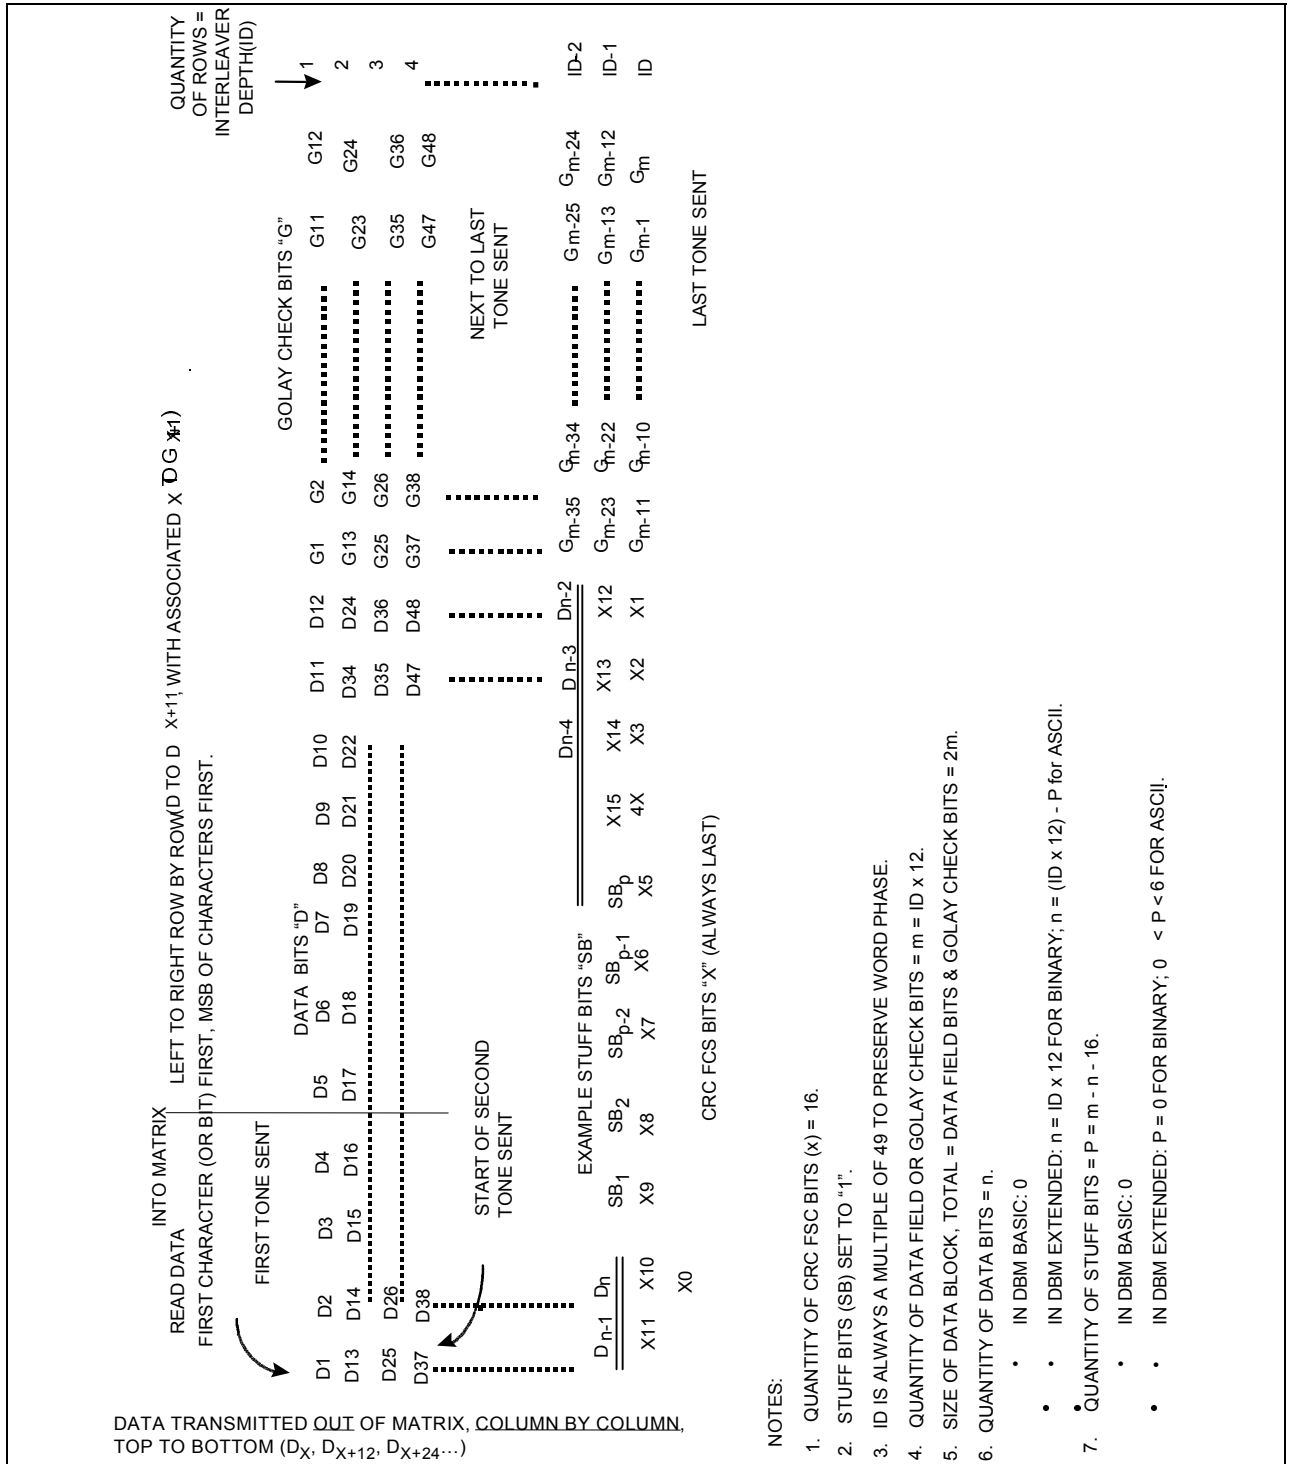 READ DATA INTO MATRIX LEFT TO RIGHT ROW BY ROW (D TO D X+11, WITH ASSOCIATED X TO G X+1)
FIRST CHARACTER (OR BIT) FIRST, MSB OF CHARACTERS FIRST.
QUANTITY
OF ROWS =
INTERLEAVER
DEPTH(ID)
FIRST TONE SENT
DATA BITS "D"
GOLAY CHECK BITS "G"
D1 D2 D3 D4 D5 D6 D7 D8 D9 D10 D11 D12 G1 G2 G11 G12 1
D13 D14 D15 D16 D17 D18 D19 D20 D21 D22 D34 D24 G13 G14 G23 G24 2
D25 D26 D35 D36 G25 G26 G35 G36 3
D37 D38 D47 D48 G37 G38 G47 G48 4
START OF SECOND
TONE SENT
NEXT TO LAST
TONE SENT
EXAMPLE STUFF BITS "SB"
Dn-4 D n-3 Dn-2 Gm-35 Gm-34 Gm-25 Gm-24 ID-2
D n-1 Dn SB1 SB2 SBp-2 SBp-1 SBp X15 X14 X13 X12 Gm-23 Gm-22 Gm-13 Gm-12 ID-1
X11 X10 X9 X8 X7 X6 X5 4X X3 X2 X1 Gm-11 Gm-10 Gm-1 Gm ID
X0
CRC FCS BITS "X" (ALWAYS LAST)
LAST TONE SENT
DATA TRANSMITTED OUT OF MATRIX, COLUMN BY COLUMN,
TOP TO BOTTOM (DX, DX+12, DX+24...)
NOTES:
1. QUANTITY OF CRC FSC BITS (x) = 16.
2. STUFF BITS (SB) SET TO "1".
3. ID IS ALWAYS A MULTIPLE OF 49 TO PRESERVE WORD PHASE.
4. QUANTITY OF DATA FIELD OR GOLAY CHECK BITS = m = ID x 12.
5. SIZE OF DATA BLOCK, TOTAL = DATA FIELD BITS & GOLAY CHECK BITS = 2m.
6. QUANTITY OF DATA BITS = n.
• IN DBM BASIC: 0
• • IN DBM EXTENDED: n = ID x 12 FOR BINARY; n = (ID x 12) - P for ASCII.
7. • QUANTITY OF STUFF BITS = P = m - n - 16.
• IN DBM BASIC: 0
• • IN DBM EXTENDED: P = 0 FOR BINARY; 0 < P < 6 FOR ASCII.